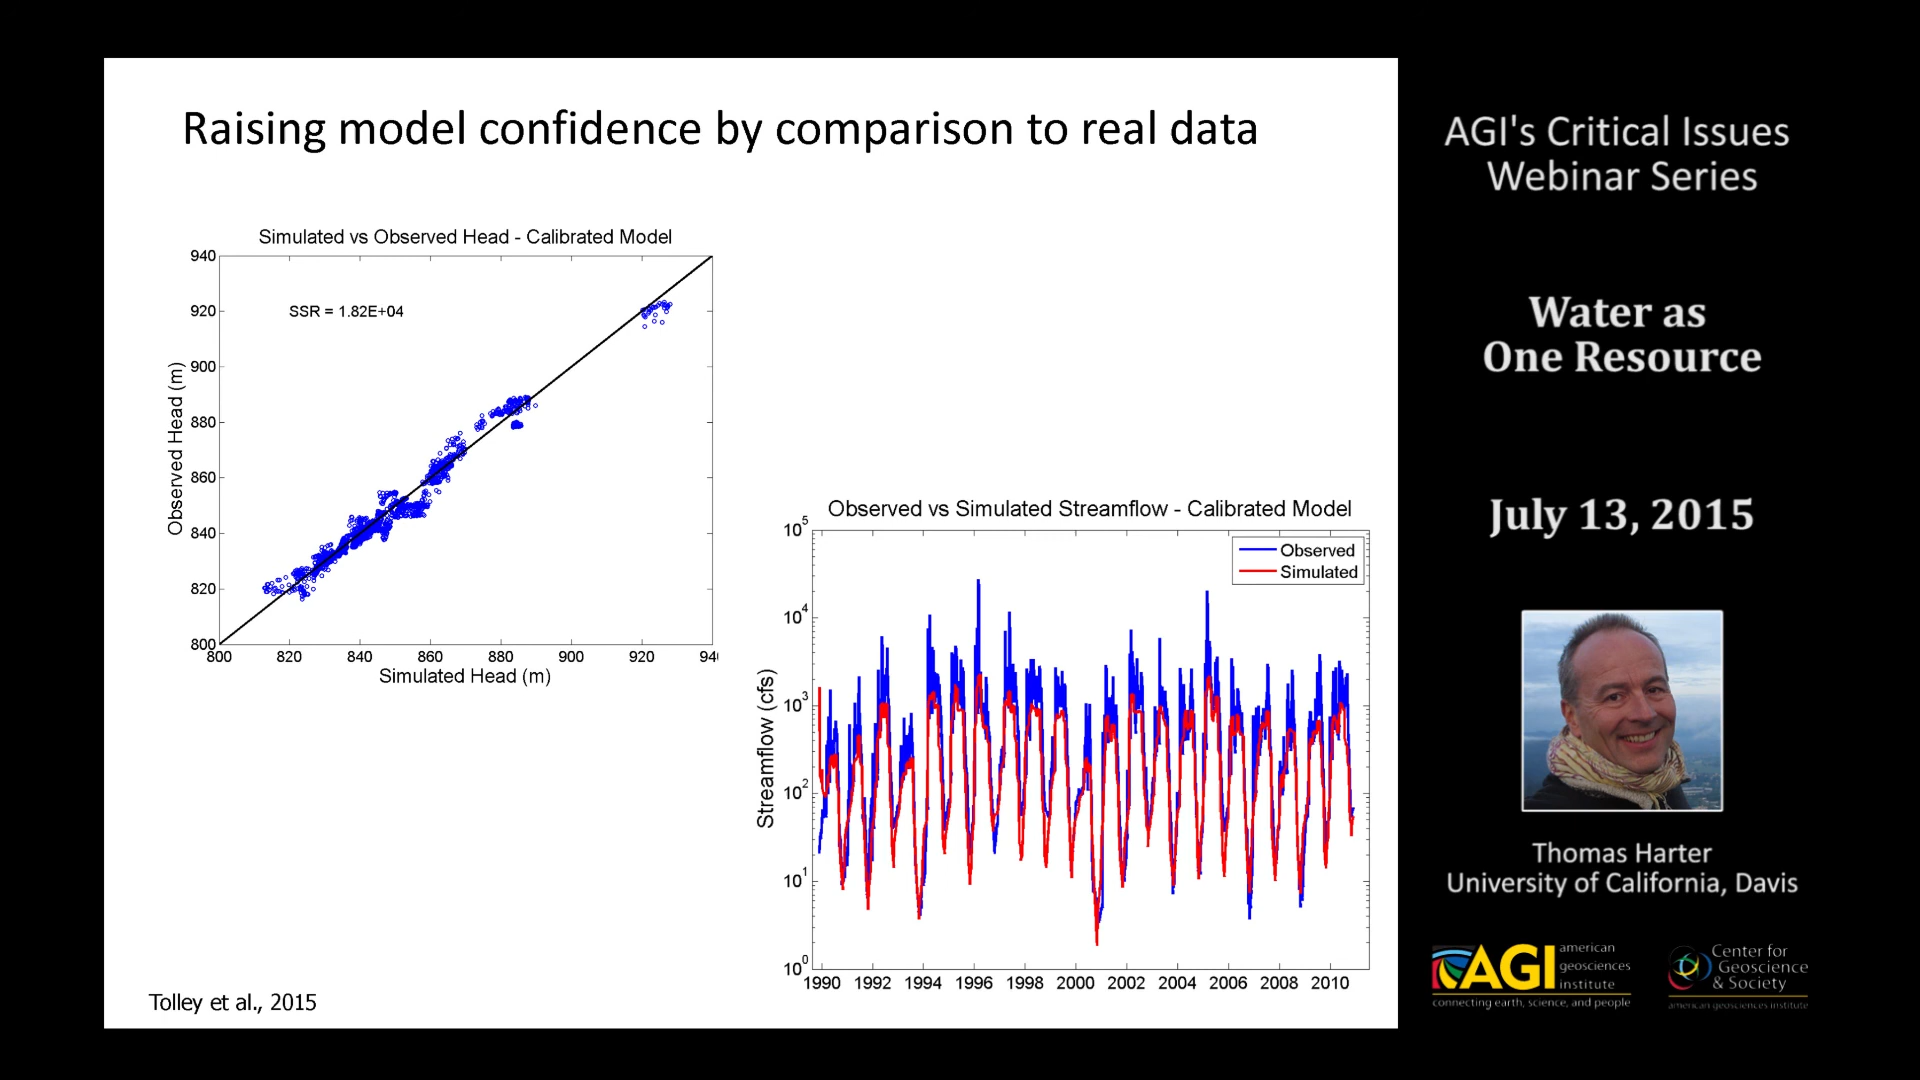 Raising model confidence by comparison to real data
Simulated vs Observed Head - Calibrated Model
940
920
900
880
860
840
820
800
SSR = 1.82E+04
Observed Head (m)
800 820 840 860 880 900 920 940
Simulated Head (m)
Observed vs Simulated Streamflow - Calibrated Model
Observed
Simulated
10^5
10^4
10^3
10^2
10^1
10^0
Streamflow (cfs)
1990 1992 1994 1996 1998 2000 2002 2004 2006 2008 2010
Tolley et al., 2015
AGI's Critical Issues
Webinar Series
Water as
One Resource
July 13, 2015
Thomas Harter
University of California, Davis
AGI
american
geosciences
institute
connecting earth, science, and people
Center for
Geoscience
& Society
american geosciences institute